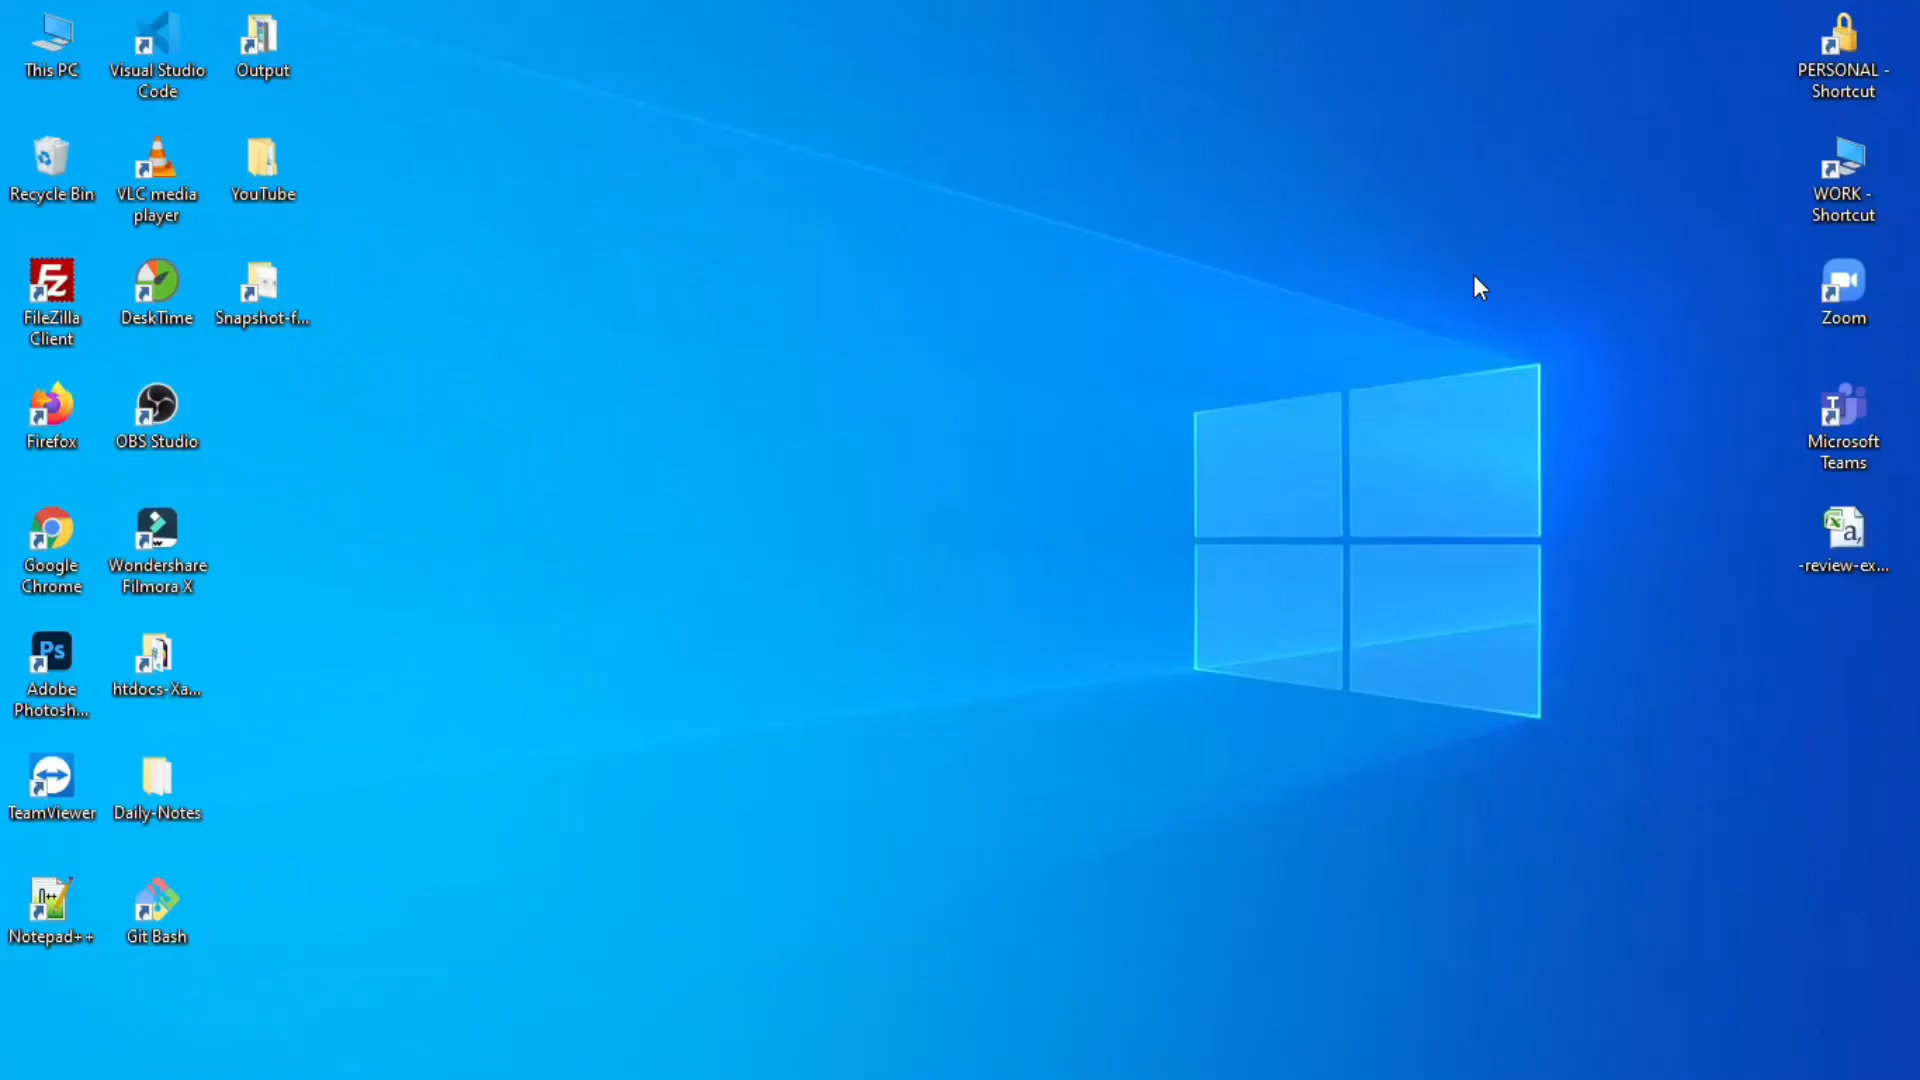 This PC
Visual Studio
Code
Output
Recycle Bin
VLC media
player
YouTube
FileZilla
Client
DeskTime
Snapshot-f...
Firefox
OBS Studio
Google
Chrome
Wondershare
Filmora X
Ps
Adobe
Photosh...
htdocs-Xa...
TeamViewer
Daily-Notes
Notepad++
Git Bash
PERSONAL -
Shortcut
WORK -
Shortcut
Zoom
T
Microsoft
Teams
a,
-review-ex...